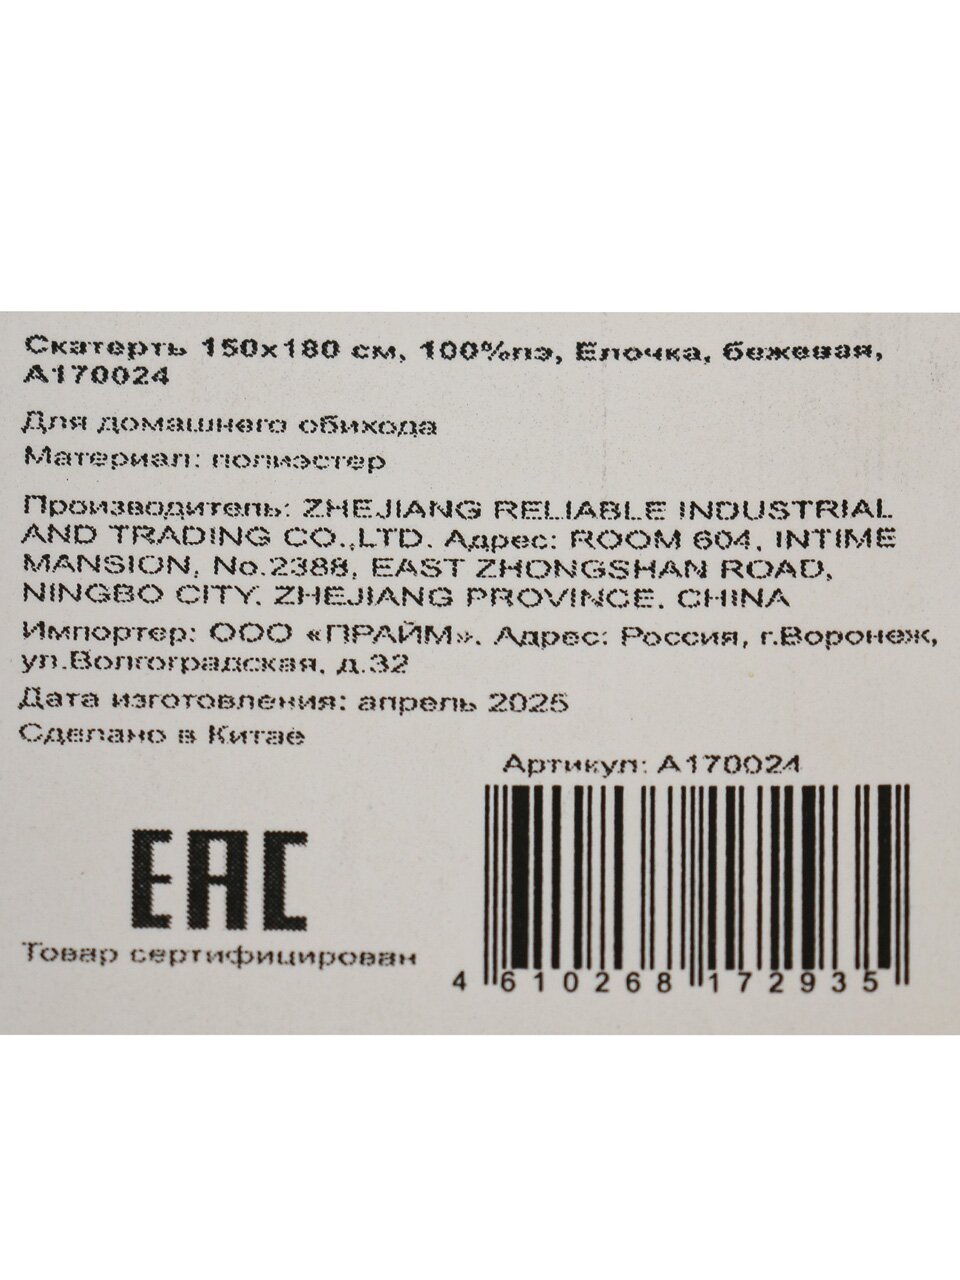 Скатерть 150х180 см, 100%пэ, Елочка, бежевая,
А170024
Для домашнего обихода
Материал: полиэстер
Производитель: ZHEJIANG RELIABLE INDUSTRIAL
AND TRADING CO.,LTD. Адрес: ROOM 604, INTIME
MANSION, No.2388, EAST ZHONGSHAN ROAD,
NINGBO CITY, ZHEJIANG PROVINCE, CHINA
Импортер: ООО «ПРАЙМ». Адрес: Россия, г.Воронеж,
ул.Волгоградская, д.32
Дата изготовления: апрель 2025
Сделано в Китае
Артикул: А170024
EAC
Товар сертифицирован
4 610268 172935